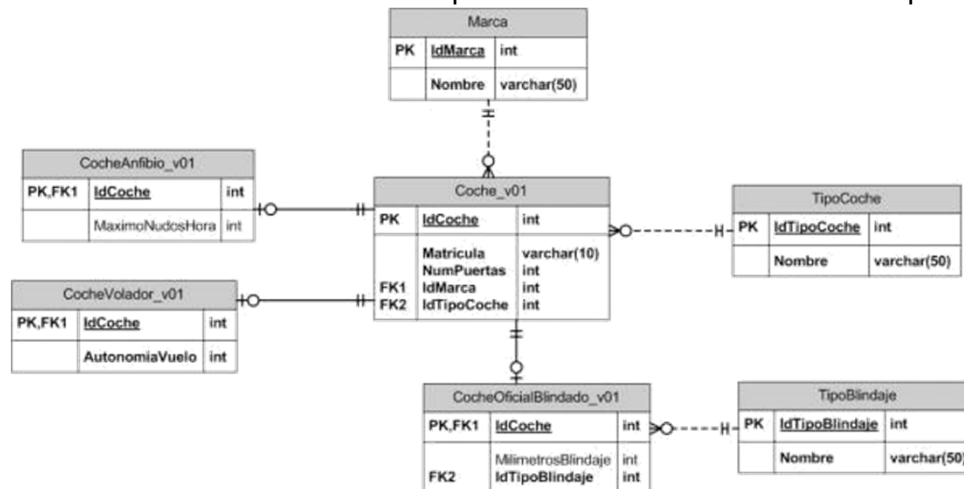 Marca
PK IdMarca int
Nombre varchar(50)
CocheAnfibio_v01
PK,FK1 IdCoche int
MaximoNudosHora int
Coche_v01
PK IdCoche int
Matricula varchar(10)
NumPuertas int
FK1 IdMarca int
FK2 IdTipoCoche int
TipoCoche
PK IdTipoCoche int
Nombre varchar(50)
CocheVolador_v01
PK,FK1 IdCoche int
AutonomiaVuelo int
CocheOficialBlindado_v01
PK,FK1 IdCoche int
MilimetrosBlindaje int
FK2 IdTipoBlindaje int
TipoBlindaje
PK IdTipoBlindaje int
Nombre varchar(50)